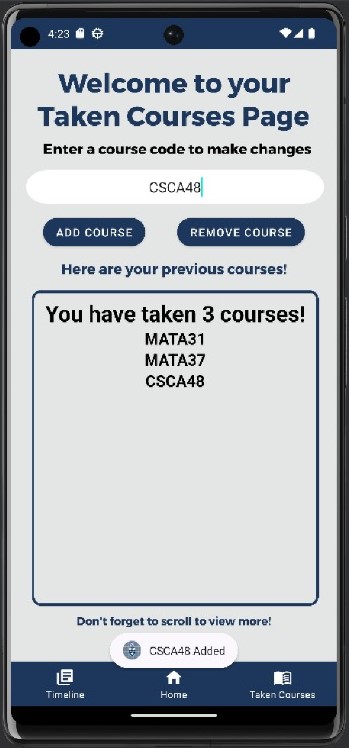 4:23
Welcome to your
Taken Courses Page
Enter a course code to make changes
CSCA48
ADD COURSE REMOVE COURSE
Here are your previous courses!
You have taken 3 courses!
MATA31
MATA37
CSCA48
Don't forget to scroll to view more!
CSCA48 Added
Timeline Home Taken Courses